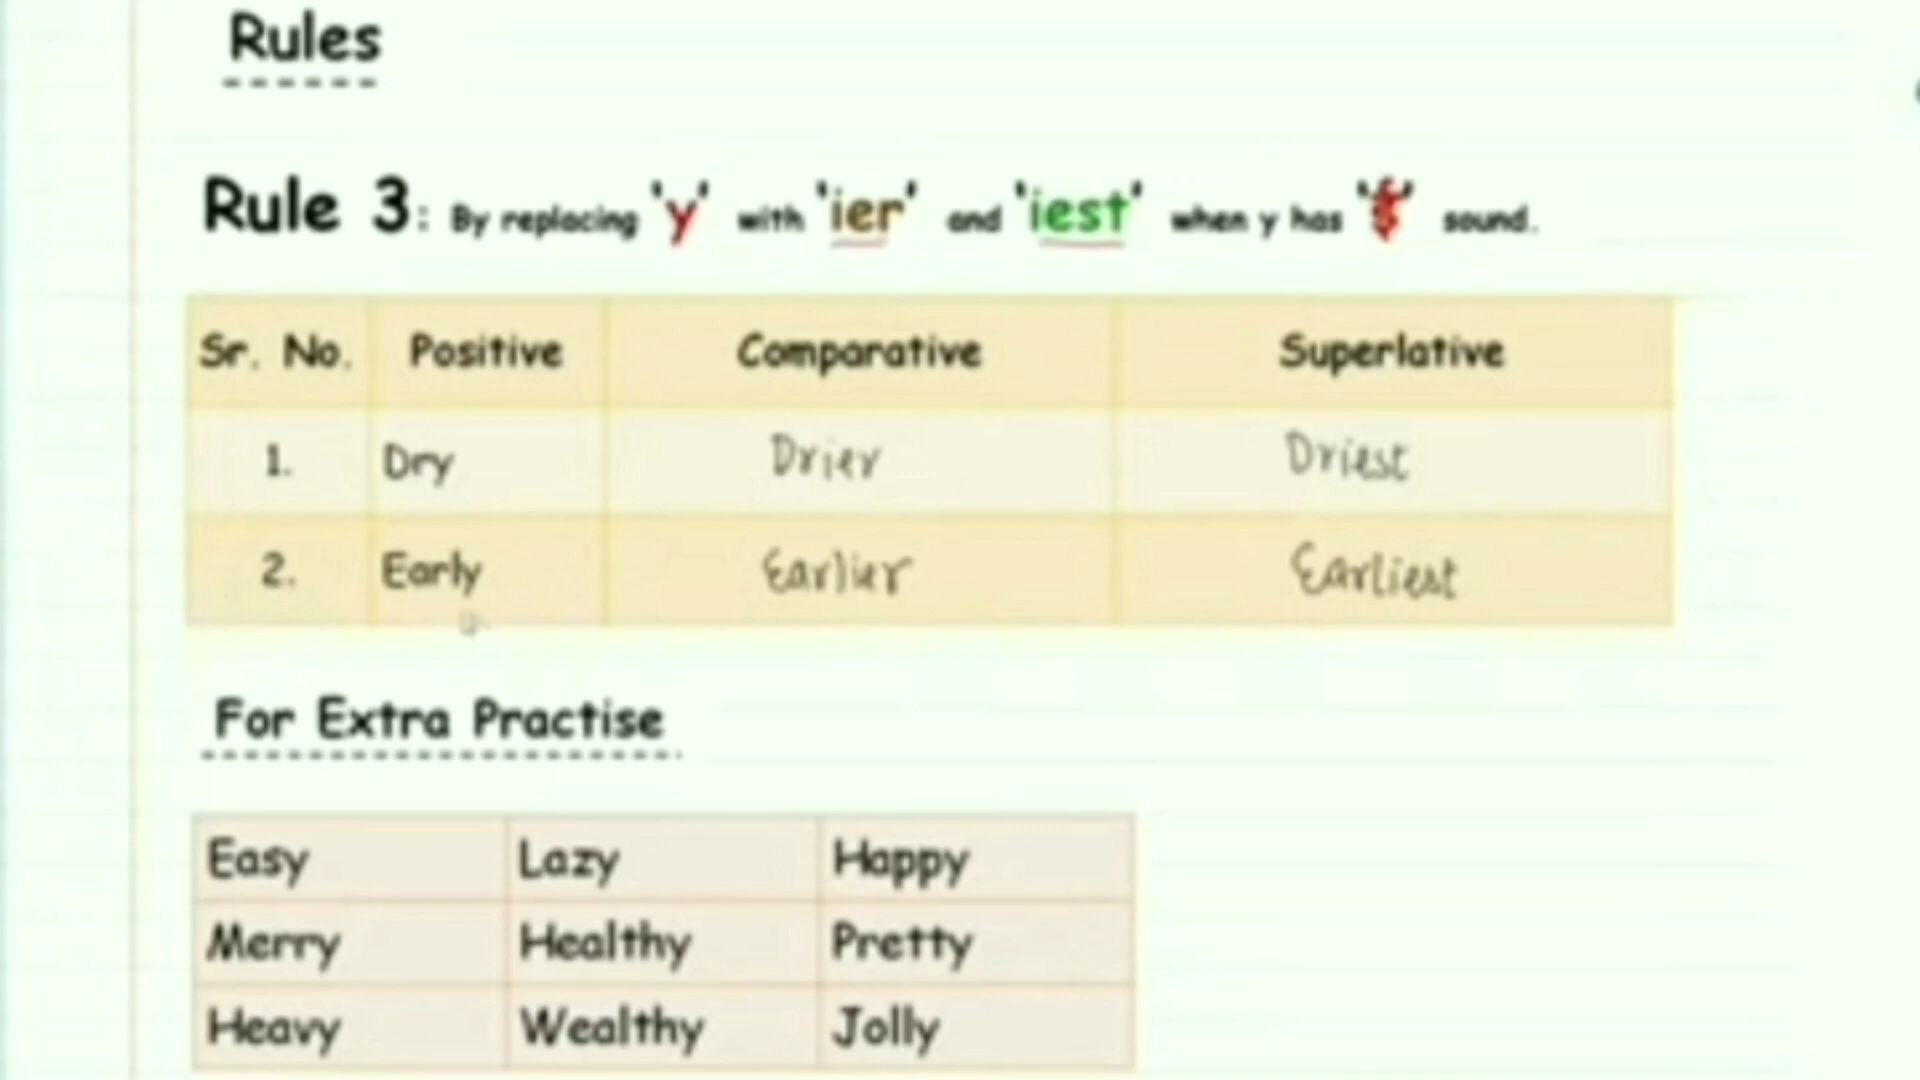 Rules
Rule 3: By replacing 'y' with 'ier' and 'iest' when y has ' ' sound.
Sr. No. Positive Comparative Superlative
1. Dry Drier Driest
2. Early Earlier Earliest
For Extra Practise
Easy Lazy Happy
Merry Healthy Pretty
Heavy Wealthy Jolly